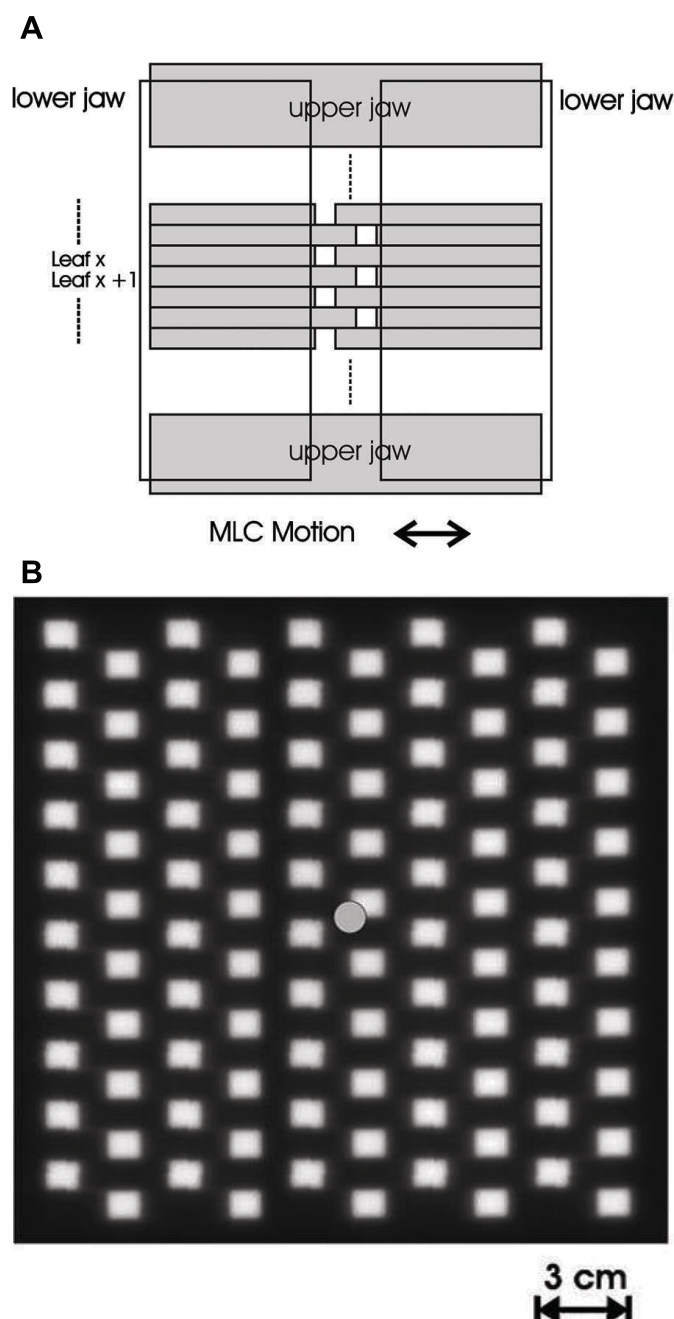 A
lower jaw
upper jaw
lower jaw
Leaf x
Leaf x +1
upper jaw
MLC Motion
B
3 cm